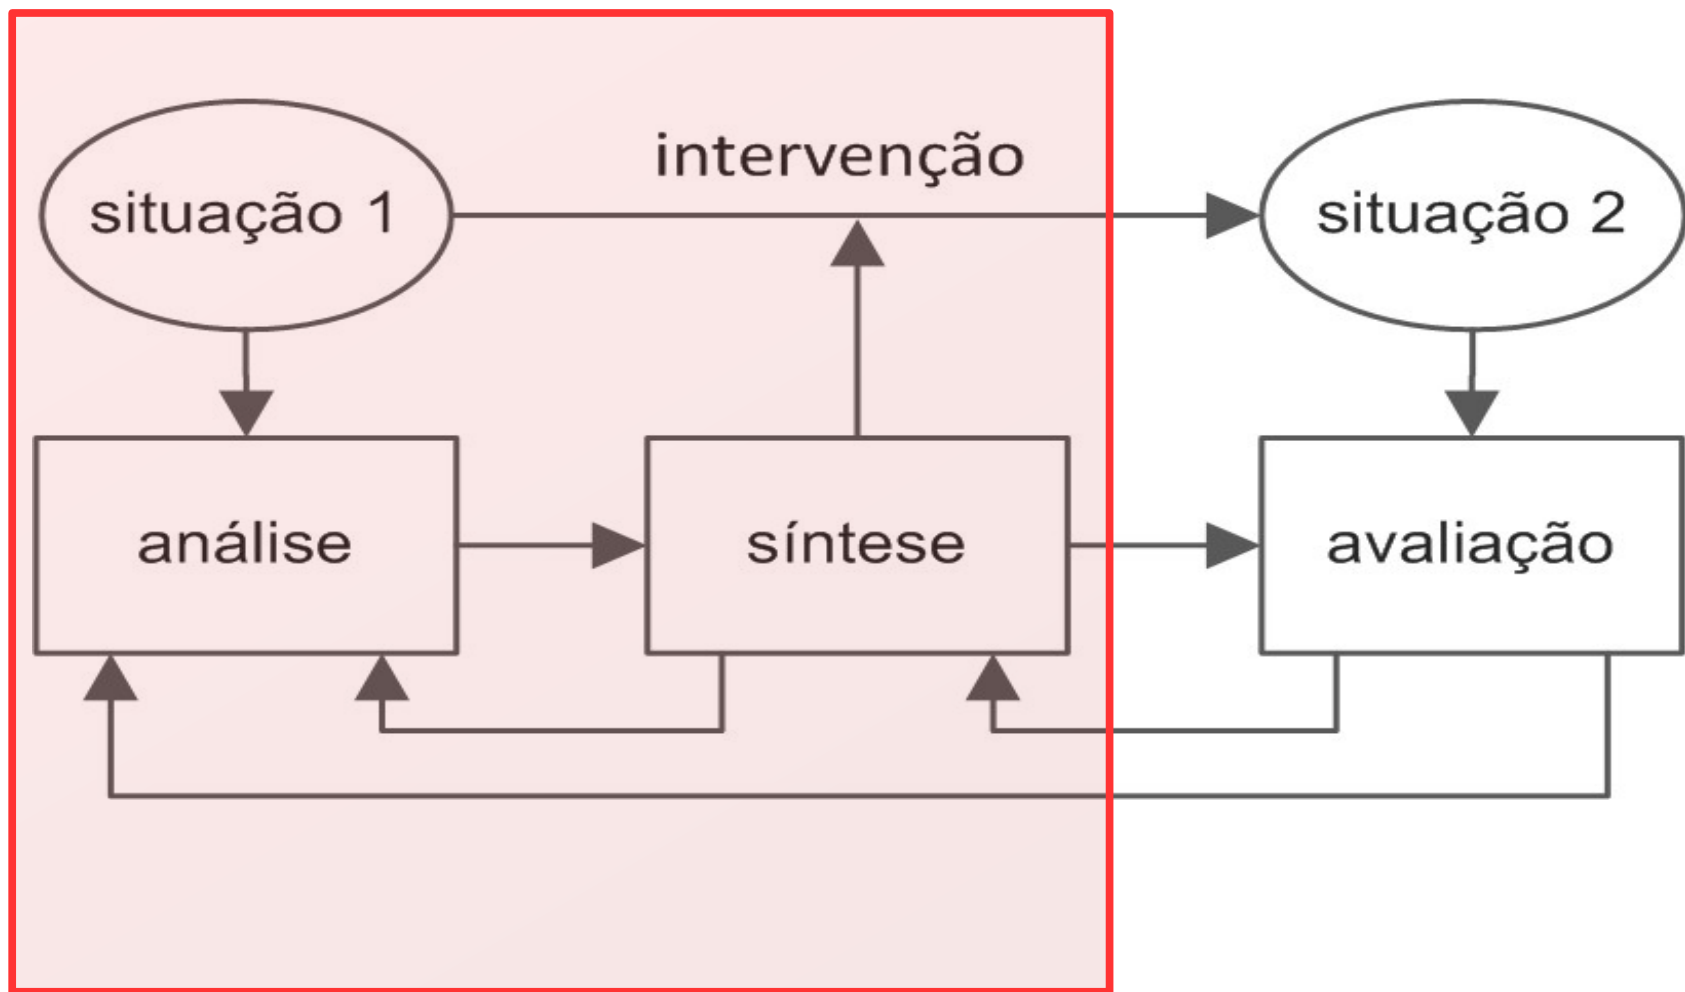 intervenção
situação 1
situação 2
análise
síntese
avaliação